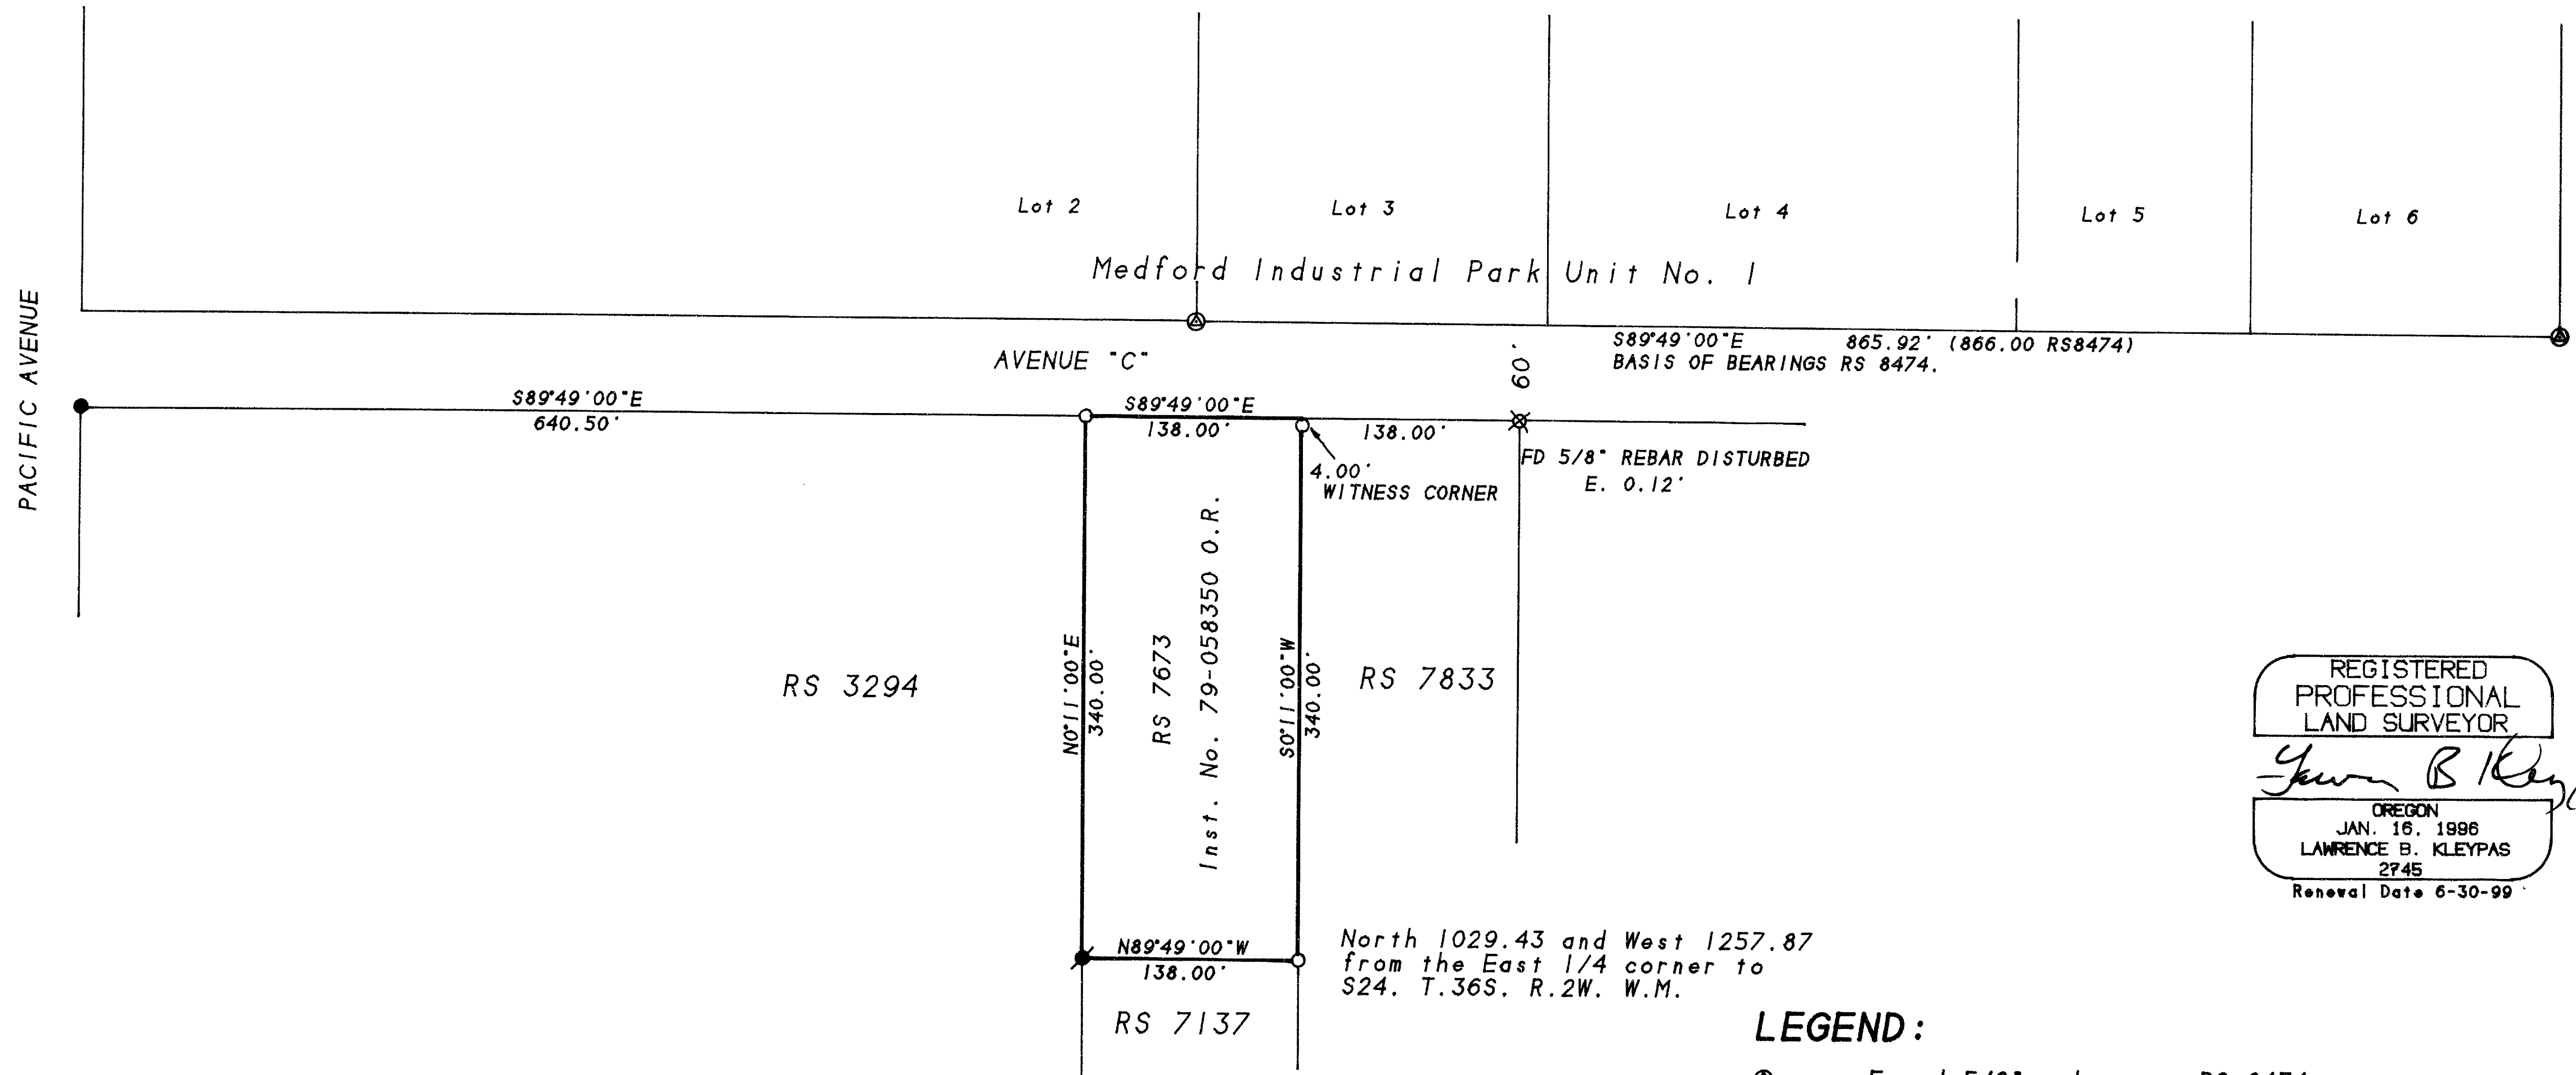 Lot 2
Lot 3
Lot 4
Lot 5
Lot 6
Medford Industrial Park Unit No. 1
PACIFIC AVENUE
AVENUE "C"
60'
S89°49'00"E 865.92' (866.00 RS8474)
BASIS OF BEARINGS RS 8474.
S89°49'00"E
640.50'
S89°49'00"E
138.00'
138.00'
4.00'
WITNESS CORNER
FD 5/8" REBAR DISTURBED
E. 0.12'
N0°11'00"E
340.00'
RS 7673
Inst. No. 79-058350 O.R.
S0°11'00"W
340.00'
RS 3294
RS 7833
REGISTERED
PROFESSIONAL
LAND SURVEYOR
OREGON
JAN. 16, 1996
LAWRENCE B. KLEYPAS
2745
Renewal Date 6-30-99
N89°49'00"W
138.00'
North 1029.43 and West 1257.87
from the East 1/4 corner to
S24. T.36S. R.2W. W.M.
RS 7137
LEGEND: